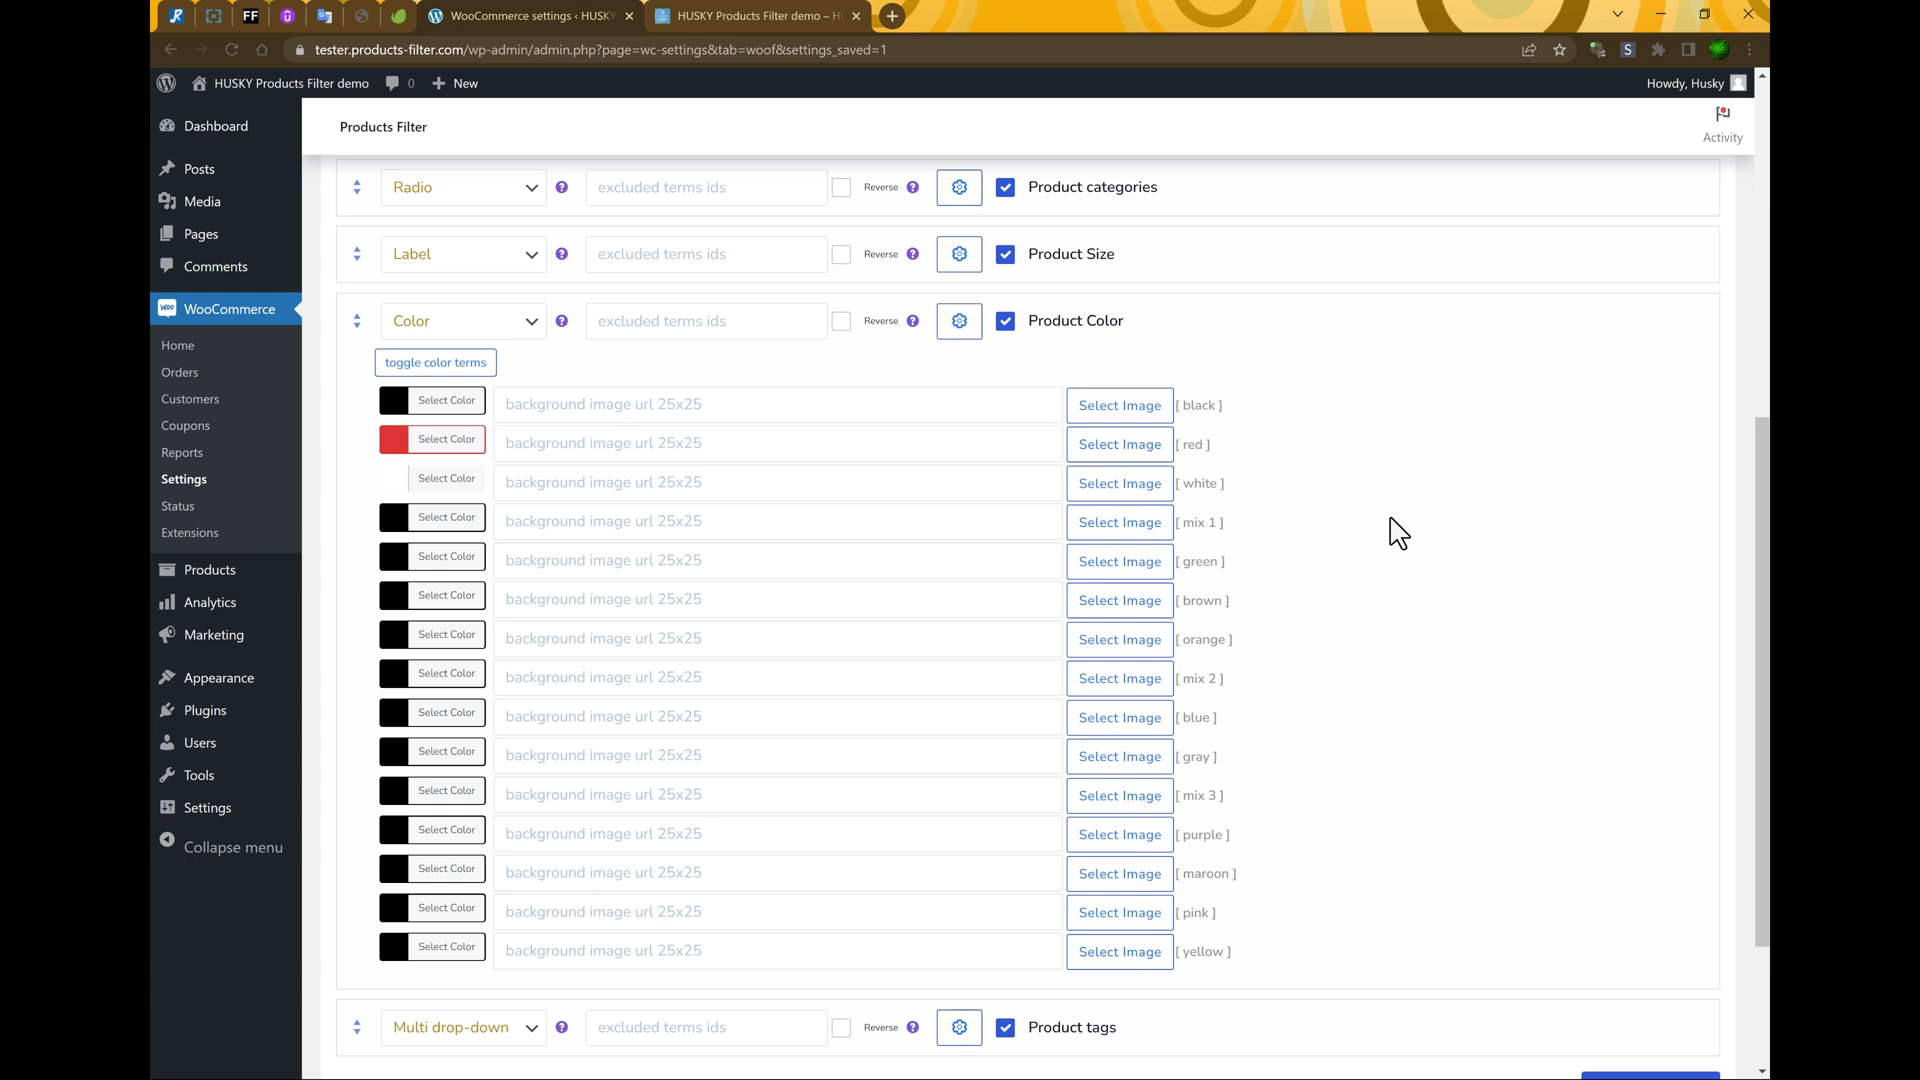 WooCommerce settings ‹ HUSKY
HUSKY Products Filter demo – H
tester.products-filter.com/wp-admin/admin.php?page=wc-settings&tab=woof&settings_saved=1
HUSKY Products Filter demo
0
New
Howdy, Husky
Dashboard
Posts
Media
Pages
Comments
WooCommerce
Home
Orders
Customers
Coupons
Reports
Settings
Status
Extensions
Products
Analytics
Marketing
Appearance
Plugins
Users
Tools
Settings
Collapse menu
Products Filter
Activity
Radio excluded terms ids Reverse Product categories
Label excluded terms ids Reverse Product Size
Color excluded terms ids Reverse Product Color
toggle color terms
Select Color background image url 25x25 Select Image [ black ]
Select Color background image url 25x25 Select Image [ red ]
Select Color background image url 25x25 Select Image [ white ]
Select Color background image url 25x25 Select Image [ mix 1 ]
Select Color background image url 25x25 Select Image [ green ]
Select Color background image url 25x25 Select Image [ brown ]
Select Color background image url 25x25 Select Image [ orange ]
Select Color background image url 25x25 Select Image [ mix 2 ]
Select Color background image url 25x25 Select Image [ blue ]
Select Color background image url 25x25 Select Image [ gray ]
Select Color background image url 25x25 Select Image [ mix 3 ]
Select Color background image url 25x25 Select Image [ purple ]
Select Color background image url 25x25 Select Image [ maroon ]
Select Color background image url 25x25 Select Image [ pink ]
Select Color background image url 25x25 Select Image [ yellow ]
Multi drop-down excluded terms ids Reverse Product tags